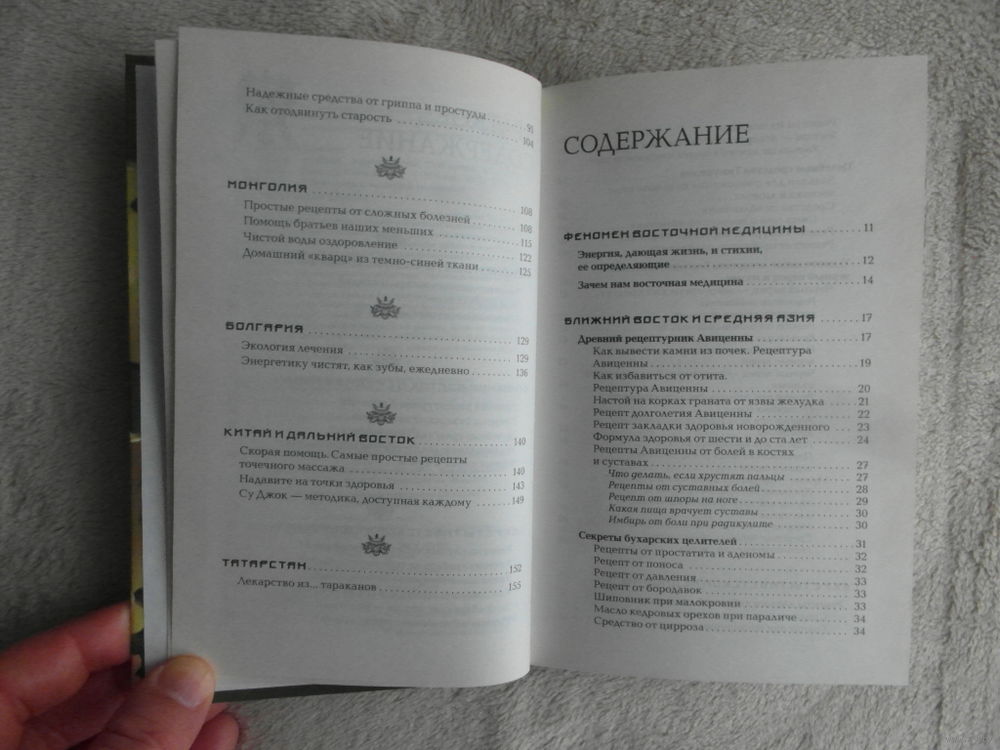 Надежные средства от гриппа и простуды ...... 91
Как отодвинуть старость ...... 104
МОНГОЛИЯ ...... 108
Простые рецепты от сложных болезней ...... 108
Помощь братьев наших меньших ...... 115
Чистой воды оздоровление ...... 122
Домашний «кварц» из темно-синей ткани ...... 125
БОЛГАРИЯ ...... 129
Экология лечения ...... 129
Энергетику чистят, как зубы, ежедневно ...... 136
КИТАЙ И ДАЛЬНИЙ ВОСТОК ...... 140
Скорая помощь. Самые простые рецепты
точечного массажа ...... 140
Надавите на точки здоровья ...... 143
Су Джок — методика, доступная каждому ...... 149
ТАТАРСТАН ...... 152
Лекарство из... тараканов ...... 155
СОДЕРЖАНИЕ
ФЕНОМЕН ВОСТОЧНОЙ МЕДИЦИНЫ ...... 11
Энергия, дающая жизнь, и стихии,
ее определяющие ...... 12
Зачем нам восточная медицина ...... 14
БЛИЖНИЙ ВОСТОК И СРЕДНЯЯ АЗИЯ ...... 17
Древний рецептурник Авиценны ...... 17
Как вывести камни из почек. Рецептура
Авиценны ...... 19
Как избавиться от отита.
Рецептура Авиценны ...... 20
Настой на корках граната от язвы желудка ...... 21
Рецепт долголетия Авиценны ...... 22
Рецепт закладки здоровья новорожденного ...... 23
Формула здоровья от шести и до ста лет ...... 24
Рецепты Авиценны от болей в костях
и суставах ...... 27
Что делать, если хрустят пальцы ...... 27
Рецепты от суставных болей ...... 28
Рецепт от шпоры на ноге ...... 29
Какая пища врачует суставы ...... 30
Имбирь от боли при радикулите ...... 30
Секреты бухарских целителей ...... 31
Рецепты от простатита и аденомы ...... 32
Рецепт от поноса ...... 32
Рецепт от давления ...... 33
Рецепт от бородавок ...... 33
Шиповник при малокровии ...... 33
Масло кедровых орехов при параличе ...... 34
Средство от цирроза ...... 34